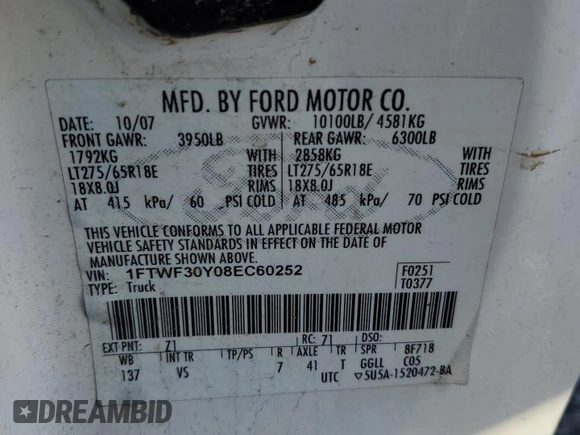 MFD. BY FORD MOTOR CO.
DATE: 10/07 GVWR: 10100LB/ 4581KG
FRONT GAWR: 3950LB REAR GAWR: 6300LB
1792KG WITH 2858KG WITH
LT275/65R18E TIRES LT275/65R18E TIRES
18X8.0J RIMS 18X8.0J RIMS
AT 415 kPa/ 60 PSI COLD AT 485 kPa/ 70 PSI COLD
THIS VEHICLE CONFORMS TO ALL APPLICABLE FEDERAL MOTOR
VEHICLE SAFETY STANDARDS IN EFFECT ON THE DATE OF
MANUFACTURE SHOWN ABOVE.
VIN: 1FTWF30Y08EC60252 F0251
TYPE: Truck T0377
EXT PNT: Z1 RC: 71 DSO:
WB INT TR TP/PS R AXLE TR SPR 8F718
137 VS 7 41 T GGLL C05
UTC 5U5A-1520472-BA
Ford
DREAMBID